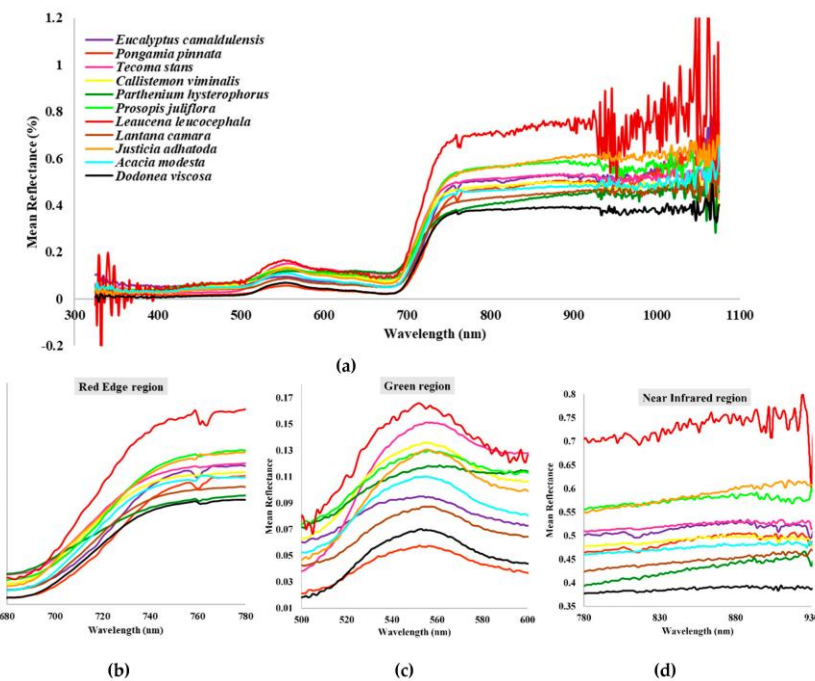 1.2
1
0.8
0.6
0.4
0.2
0
-0.2
Mean Reflectance (%)
Eucalyptus camaldulensis
Pongamia pinnata
Tecoma stans
Callistemon viminalis
Parthenium hysterophorus
Prosopis juliflora
Leaucena leucocephala
Lantana camara
Justicia adhatoda
Acacia modesta
Dodonea viscosa
300 400 500 600 700 800 900 1000 1100
Wavelength (nm)
(a)
Red Edge region
680 700 720 740 760 780
Wavelength (nm)
(b)
Green region
0.17
0.15
0.13
0.11
0.09
0.07
0.05
0.03
0.01
Mean Reflectance
500 520 540 560 580 600
Wavelength (nm)
(c)
Near Infrared region
0.8
0.75
0.7
0.65
0.6
0.55
0.5
0.45
0.4
0.35
Mean Reflectance
780 830 880 930
Wavelength (nm)
(d)